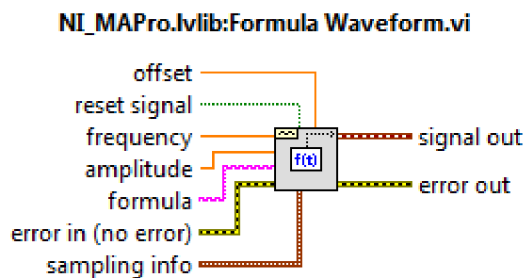 NI_MAPro.lvlib:Formula Waveform.vi
offset
reset signal
frequency
amplitude
formula
error in (no error)
sampling info
f(t)
signal out
error out